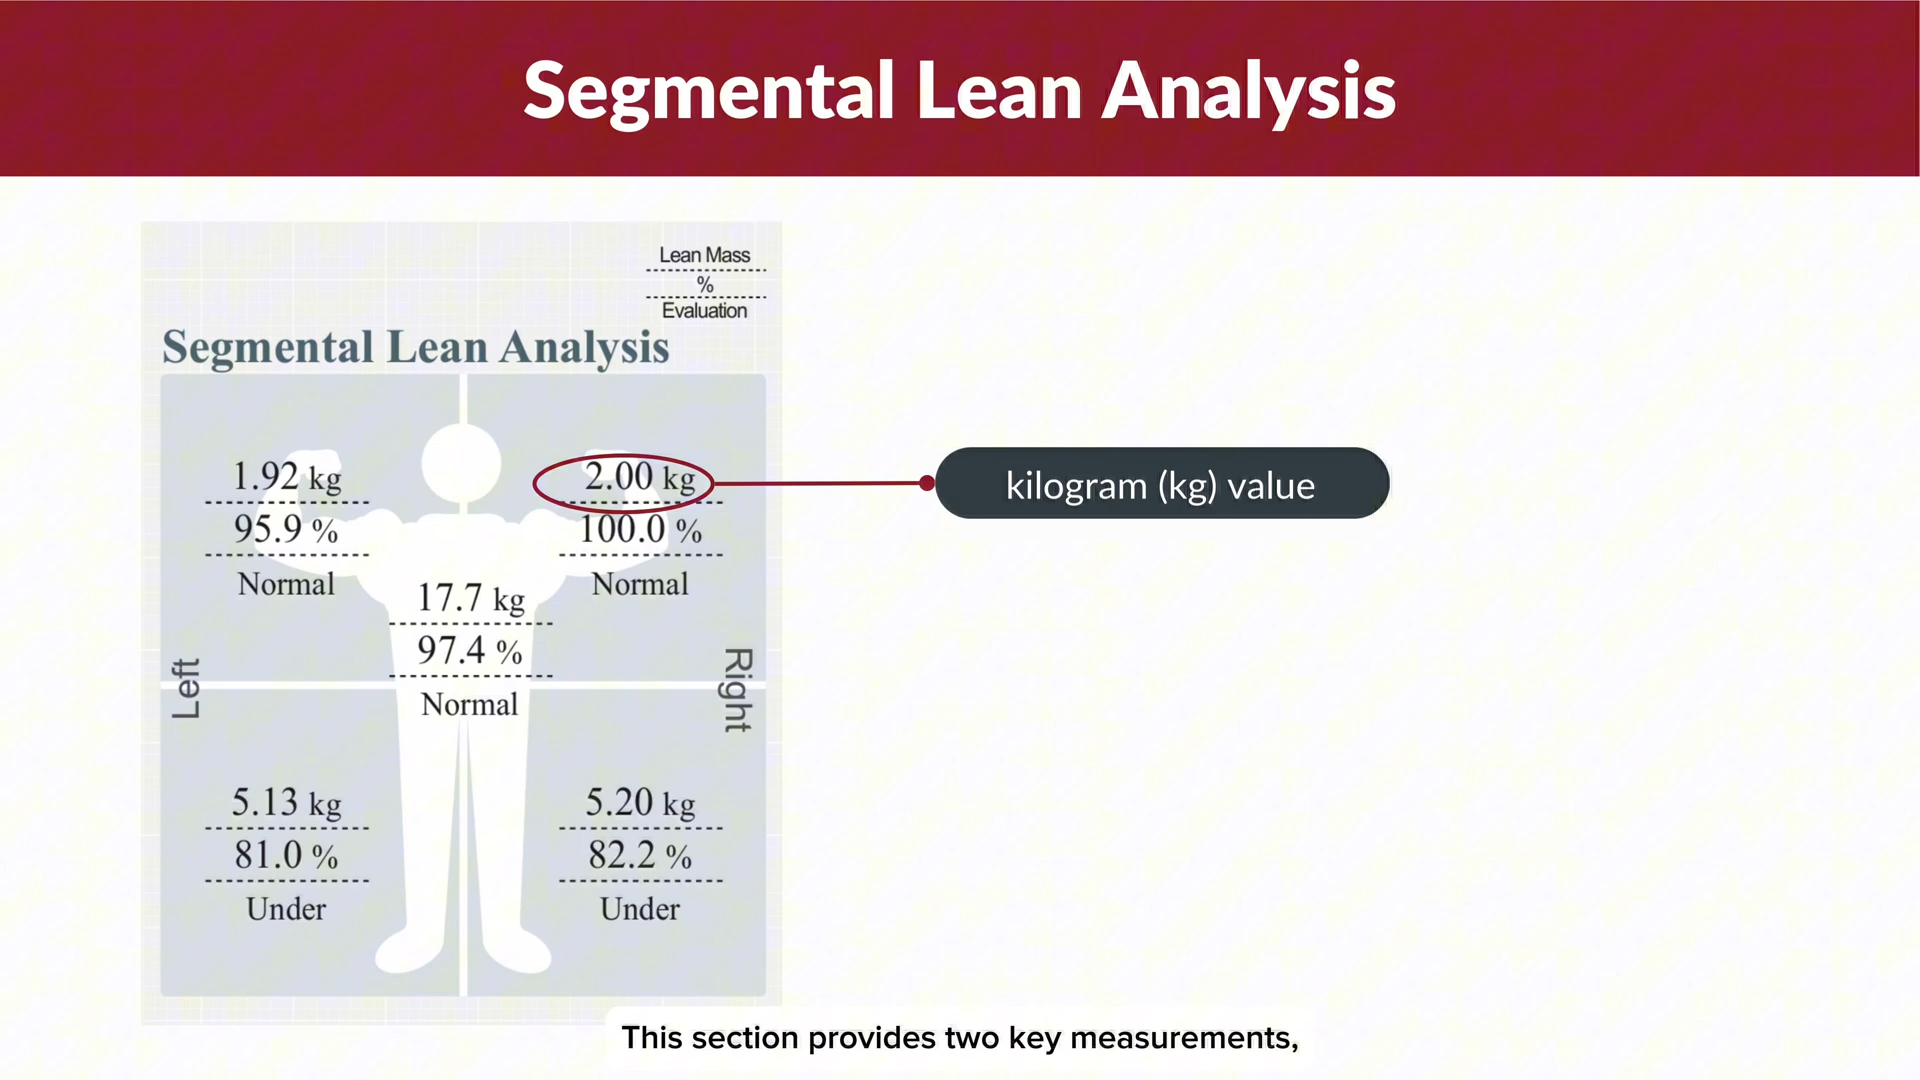 Segmental Lean Analysis
Lean Mass
%
Evaluation
Segmental Lean Analysis
1.92 kg
95.9 %
Normal
2.00 kg
100.0 %
Normal
kilogram (kg) value
17.7 kg
97.4 %
Normal
Left
Right
5.13 kg
81.0 %
Under
5.20 kg
82.2 %
Under
This section provides two key measurements,